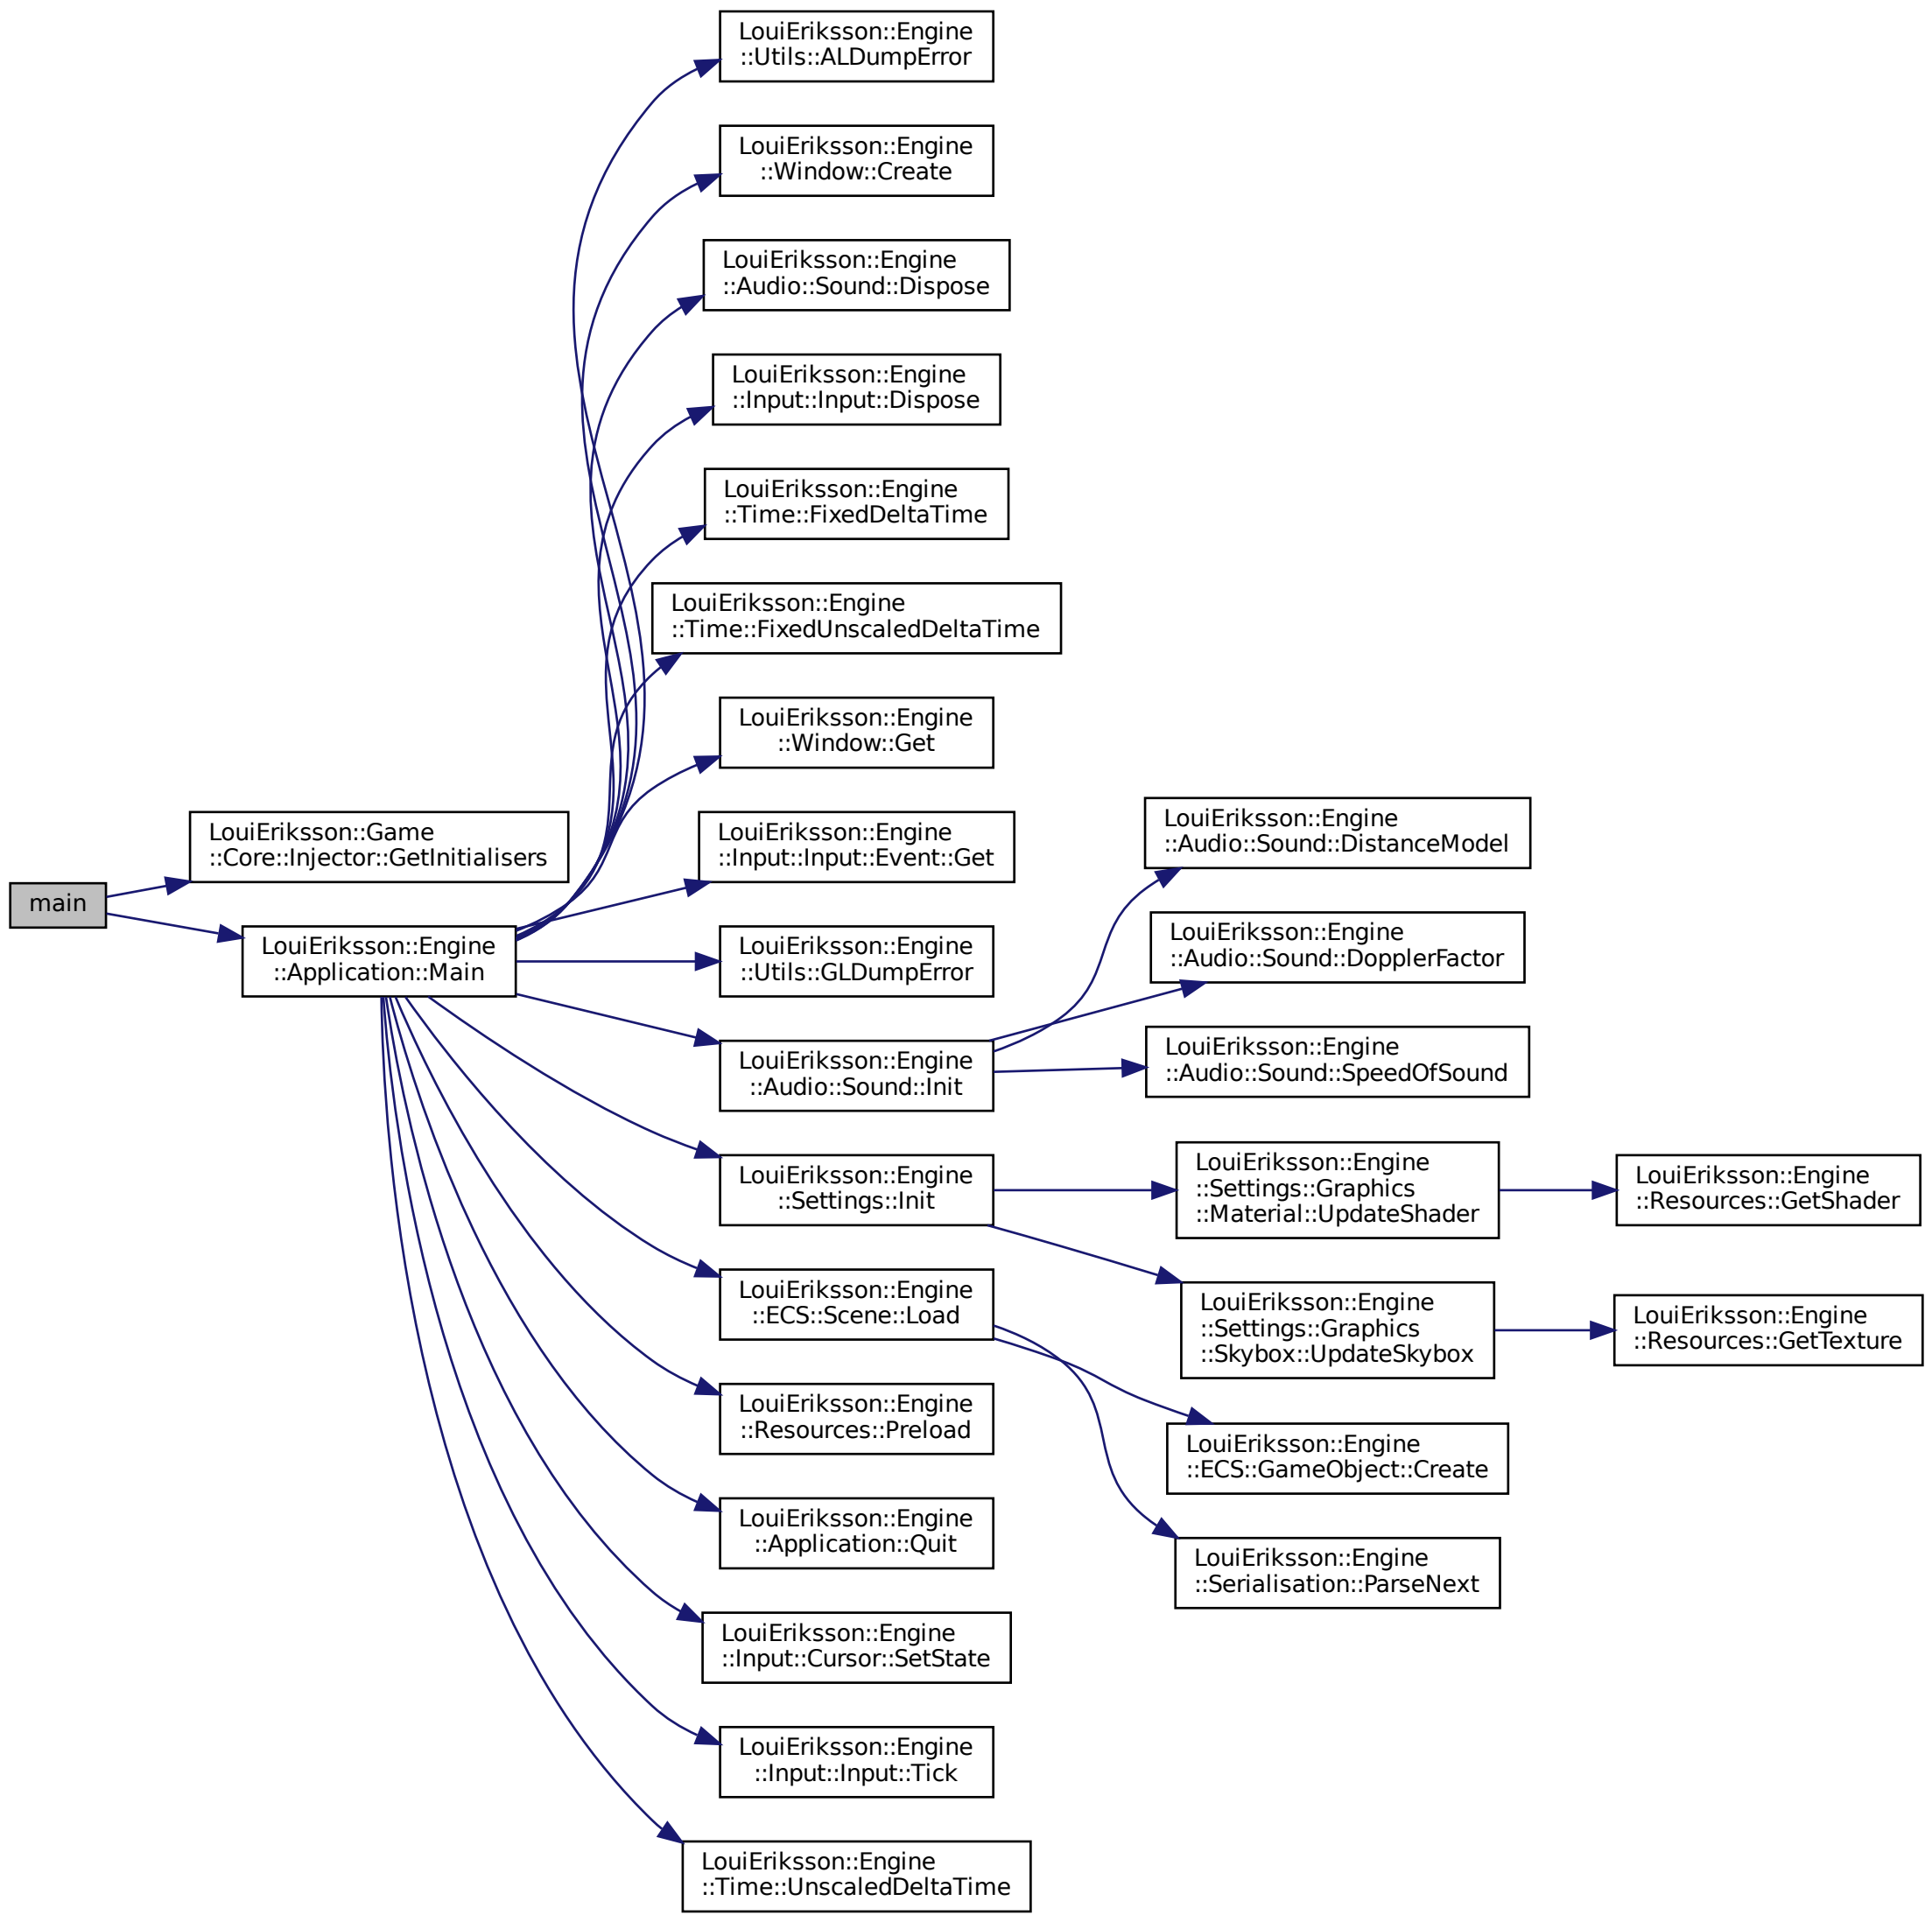 main
LouiEriksson::Game
::Core::Injector::GetInitialisers
LouiEriksson::Engine
::Application::Main
LouiEriksson::Engine
::Utils::ALDumpError
LouiEriksson::Engine
::Window::Create
LouiEriksson::Engine
::Audio::Sound::Dispose
LouiEriksson::Engine
::Input::Input::Dispose
LouiEriksson::Engine
::Time::FixedDeltaTime
LouiEriksson::Engine
::Time::FixedUnscaledDeltaTime
LouiEriksson::Engine
::Window::Get
LouiEriksson::Engine
::Input::Input::Event::Get
LouiEriksson::Engine
::Utils::GLDumpError
LouiEriksson::Engine
::Audio::Sound::Init
LouiEriksson::Engine
::Settings::Init
LouiEriksson::Engine
::ECS::Scene::Load
LouiEriksson::Engine
::Resources::Preload
LouiEriksson::Engine
::Application::Quit
LouiEriksson::Engine
::Input::Cursor::SetState
LouiEriksson::Engine
::Input::Input::Tick
LouiEriksson::Engine
::Time::UnscaledDeltaTime
LouiEriksson::Engine
::Audio::Sound::DistanceModel
LouiEriksson::Engine
::Audio::Sound::DopplerFactor
LouiEriksson::Engine
::Audio::Sound::SpeedOfSound
LouiEriksson::Engine
::Settings::Graphics
::Material::UpdateShader
LouiEriksson::Engine
::Settings::Graphics
::Skybox::UpdateSkybox
LouiEriksson::Engine
::ECS::GameObject::Create
LouiEriksson::Engine
::Serialisation::ParseNext
LouiEriksson::Engine
::Resources::GetShader
LouiEriksson::Engine
::Resources::GetTexture